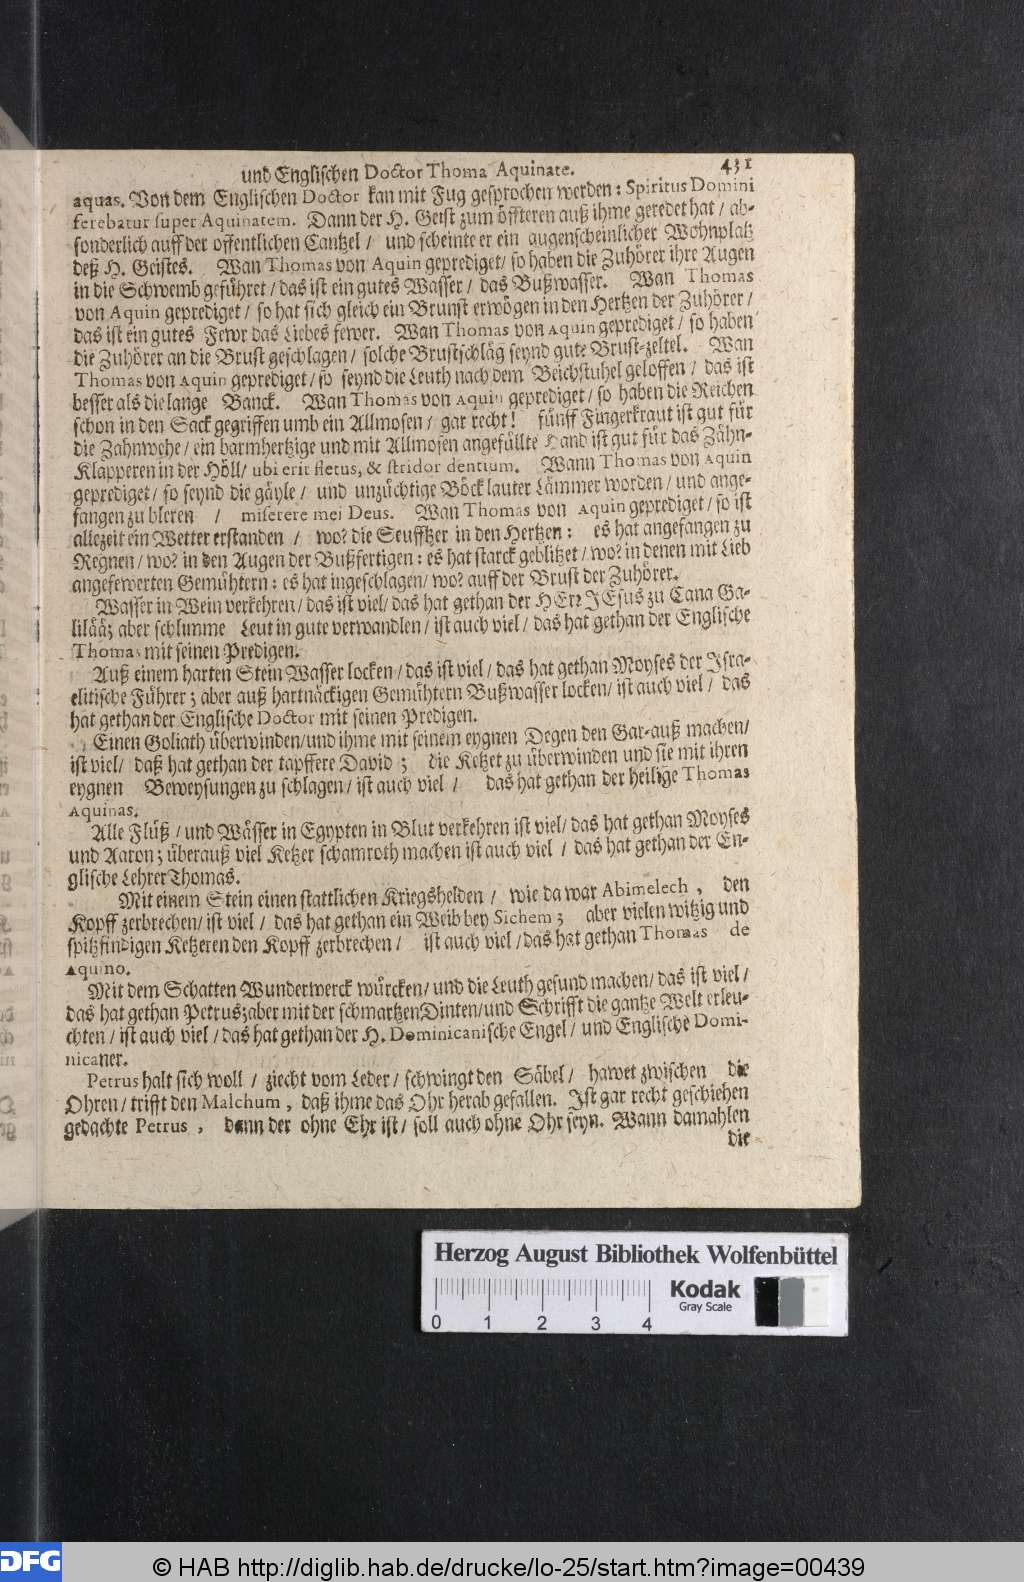 und Englischen Doctor Thoma Aquinate. 431
aquas. Von dem Englischen Doctor kan mit Fug gesprochen werden: Spiritus Domini
ferebatur super Aquinatem. Dann der H. Geist zum öffteren auß ihme geredet hat / ab-
sonderlich auff der offentlichen Cantzel / und scheinte er ein augenscheinlicher Wohnplatz
deß H. Geistes. Wan Thomas von Aquin geprediget / so haben die Zuhörer ihre Augen
in die Schwemb geführet / das ist ein gutes Wasser / das Bußwasser. Wan Thomas
von Aquin geprediget / so hat sich gleich ein Brunst erwögen in den Hertzen der Zuhörer /
das ist ein gutes Fewr das Liebes fewer. Wan Thomas von Aquin geprediget / so haben
die Zuhörer an die Brust geschlagen / solche Brustschläg seynd gute Brust-zeltel. Wan
Thomas von Aquin geprediget / so seynd die Leuth nach dem Beichstuhel geloffen / das ist
besser als die lange Banck. Wan Thomas von Aquin geprediget / so haben die Reichen
schon in den Sack gegriffen umb ein Allmosen / gar recht! fünff Fingerkraut ist gut für
die Zahnwehe / ein barmhertzige und mit Allmosen angefüllte Hand ist gut für das Zähn-
Klapperen in der Höll / ubi erit fletus, & stridor dentium. Wann Thomas von Aquin
geprediget / so seynd die gäyle / und unzüchtige Böck lauter Lämmer worden / und ange-
fangen zu bleren / miserere mei Deus. Wan Thomas von Aquin geprediget / so ist
allezeit ein Wetter erstanden / wo? die Seufftzer in den Hertzen: es hat angefangen zu
Regnen / wo? in den Augen der Bußfertigen: es hat starck geblitzet / wo? in denen mit Lieb
angefewerten Gemühtern: es hat ingeschlagen / wo? auff der Brust der Zuhörer.
Wasser in Wein verkehren / das ist viel / das hat gethan der HErr JEsus zu Cana Ga-
lilää; aber schlimme Leut in gute verwandlen / ist auch viel / das hat gethan der Englische
Thomas mit seinen Predigen.
Auß einem harten Stein Wasser locken / das ist viel / das hat gethan Moyses der Isra-
elitische Führer; aber auß hartnäckigen Gemühtern Bußwasser locken / ist auch viel / das
hat gethan der Englische Doctor mit seinen Predigen.
Einen Goliath überwinden / und ihme mit seinem eygnen Degen den Gar-auß machen /
ist viel / daß hat gethan der tapffere David; die Ketzer zu überwinden und sie mit ihren
eygnen Beweysungen zu schlagen / ist auch viel / das hat gethan der heilige Thomas
Aquinas.
Alle Flüß / und Wässer in Egypten in Blut verkehren ist viel / das hat gethan Moyses
und Aaron; überauß viel Ketzer schamroth machen ist auch viel / das hat gethan der En-
glische Lehrer Thomas.
Mit einem Stein einen stattlichen Kriegshelden / wie da war Abimelech, den
Kopff zerbrechen / ist viel / das hat gethan ein Weib bey Sichem; aber vielen witzig und
spitzfindigen Ketzeren den Kopff zerbrechen / ist auch viel / das hat gethan Thomas de
Aquino.
Mit dem Schatten Wunderwerck würcken / und die Leuth gesund machen / das ist viel /
das hat gethan Petrus; aber mit der schwartzen Dinten / und Schrifft die gantze Welt erleu-
chten / ist auch viel / das hat gethan der H. Dominicanische Engel / und Englische Domi-
nicaner.
Petrus halt sich woll / ziecht vom Leder / schwingt den Säbel / hawet zwischen die
Ohren / trifft den Malchum, daß ihme das Ohr herab gefallen. Ist gar recht geschiehen
gedachte Petrus, dann der ohne Ehr ist / soll auch ohne Ohr seyn. Wann damahlen
die
Herzog August Bibliothek Wolfenbüttel
Kodak
Gray Scale
0 1 2 3 4
DFG
© HAB http://diglib.hab.de/drucke/lo-25/start.htm?image=00439